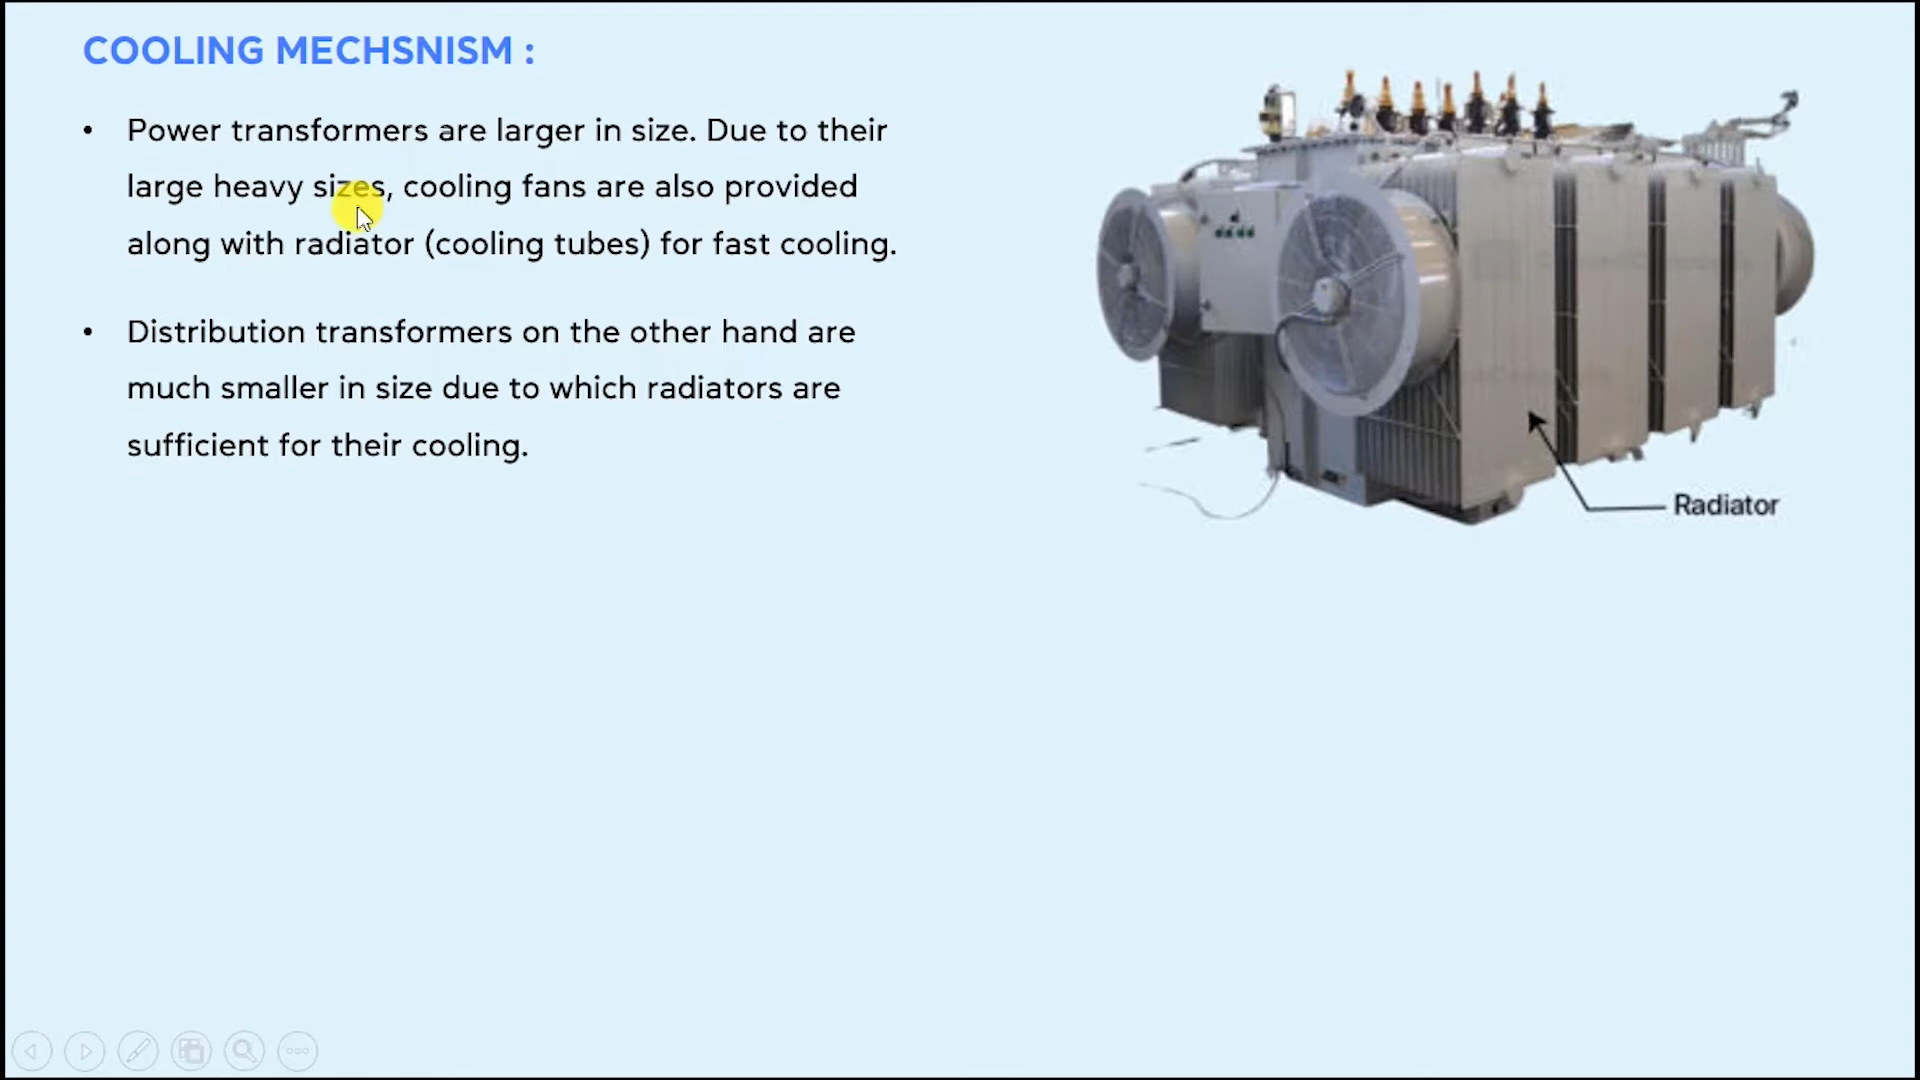 COOLING MECHSNISM :
• Power transformers are larger in size. Due to their
large heavy sizes, cooling fans are also provided
along with radiator (cooling tubes) for fast cooling.
• Distribution transformers on the other hand are
much smaller in size due to which radiators are
sufficient for their cooling.
Radiator